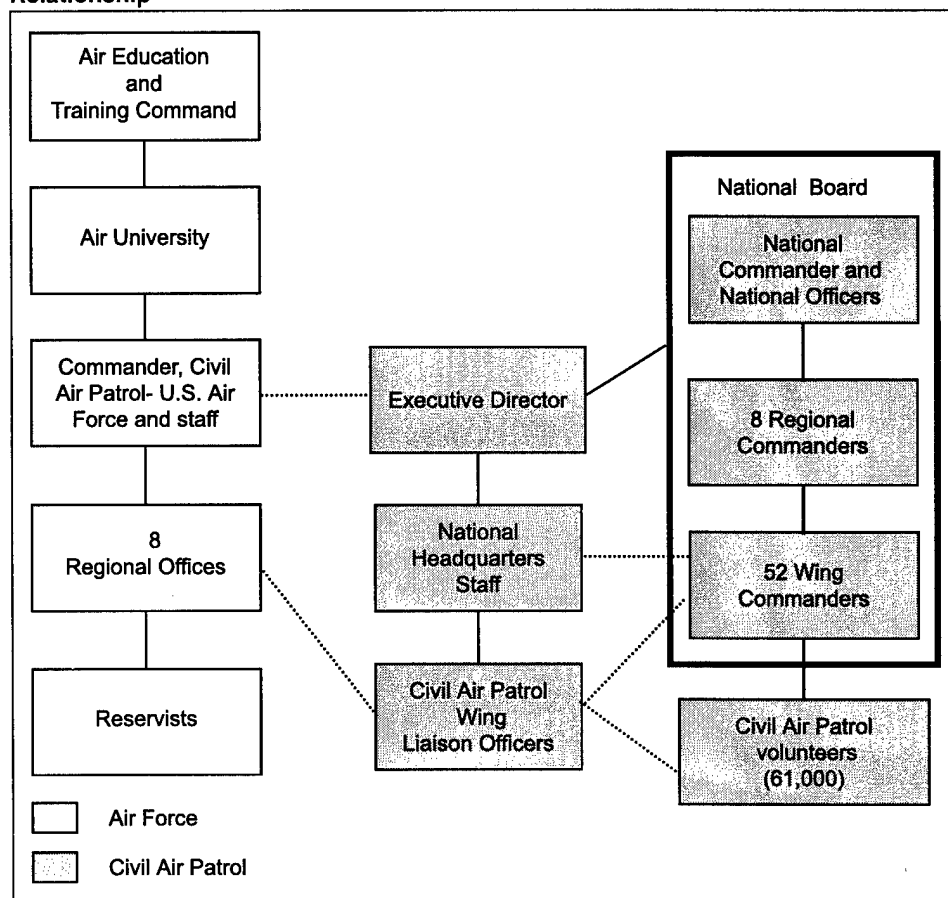 Relationship
Air Education
and
Training Command
Air University
Commander, Civil
Air Patrol- U.S. Air
Force and staff
8
Regional Offices
Reservists
Executive Director
National
Headquarters
Staff
Civil Air Patrol
Wing
Liaison Officers
National Board
National
Commander and
National Officers
8 Regional
Commanders
52 Wing
Commanders
Civil Air Patrol
volunteers
(61,000)
Air Force
Civil Air Patrol